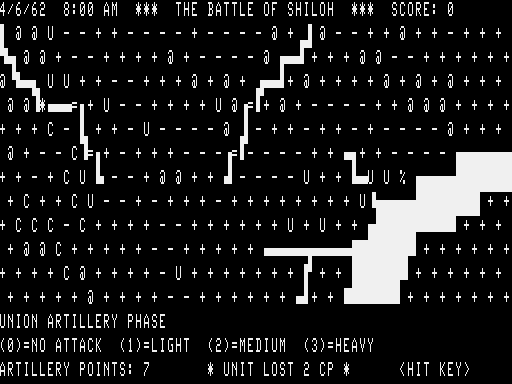 4/6/62 8:00 AM *** THE BATTLE OF SHILOH *** SCORE: 0
UNION ARTILLERY PHASE
(0)=NO ATTACK (1)=LIGHT (2)=MEDIUM (3)=HEAVY
ARTILLERY POINTS: 7 * UNIT LOST 2 CP * <HIT KEY>